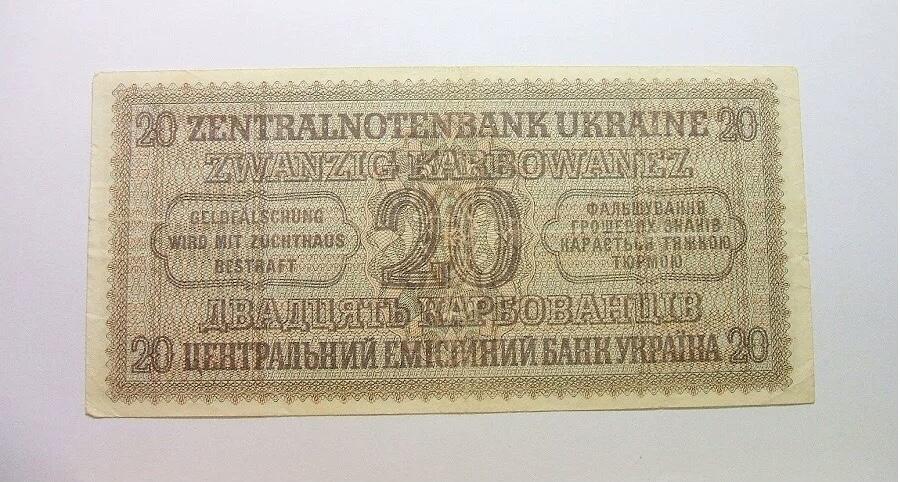 20 ZENTRALNOTENBANK UKRAINE 20
ZWANZIG KARBOWANEZ
GELDFÄLSCHUNG
WIRD MIT ZUCHTHAUS
BESTRAFT
20
ФАЛЬШУВАННЯ
ГРОШЕВИХ ЗНАКІВ
КАРАЄТЬСЯ ТЯЖКОЮ
ТЮРМОЮ
ДВАДЦЯТЬ КАРБОВАНЦІВ
20 ЦЕНТРАЛЬНИЙ ЕМІСІЙНИЙ БАНК УКРАЇНА 20